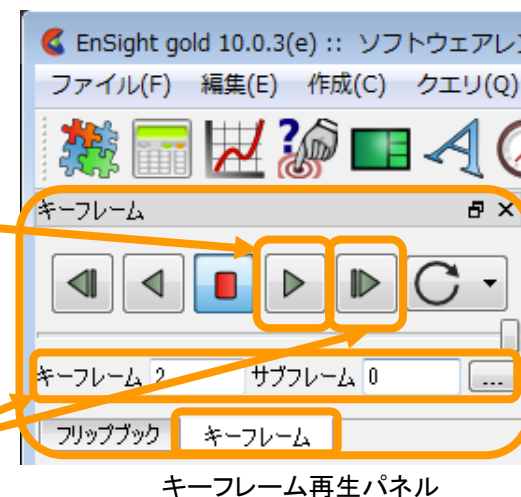 EnSight gold 10.0.3(e) :: ソフトウェアレ
ファイル(F) 編集(E) 作成(C) クエリ(Q)
キーフレーム
キーフレーム 2 サブフレーム 0 ...
フリップブック キーフレーム
キーフレーム再生パネル